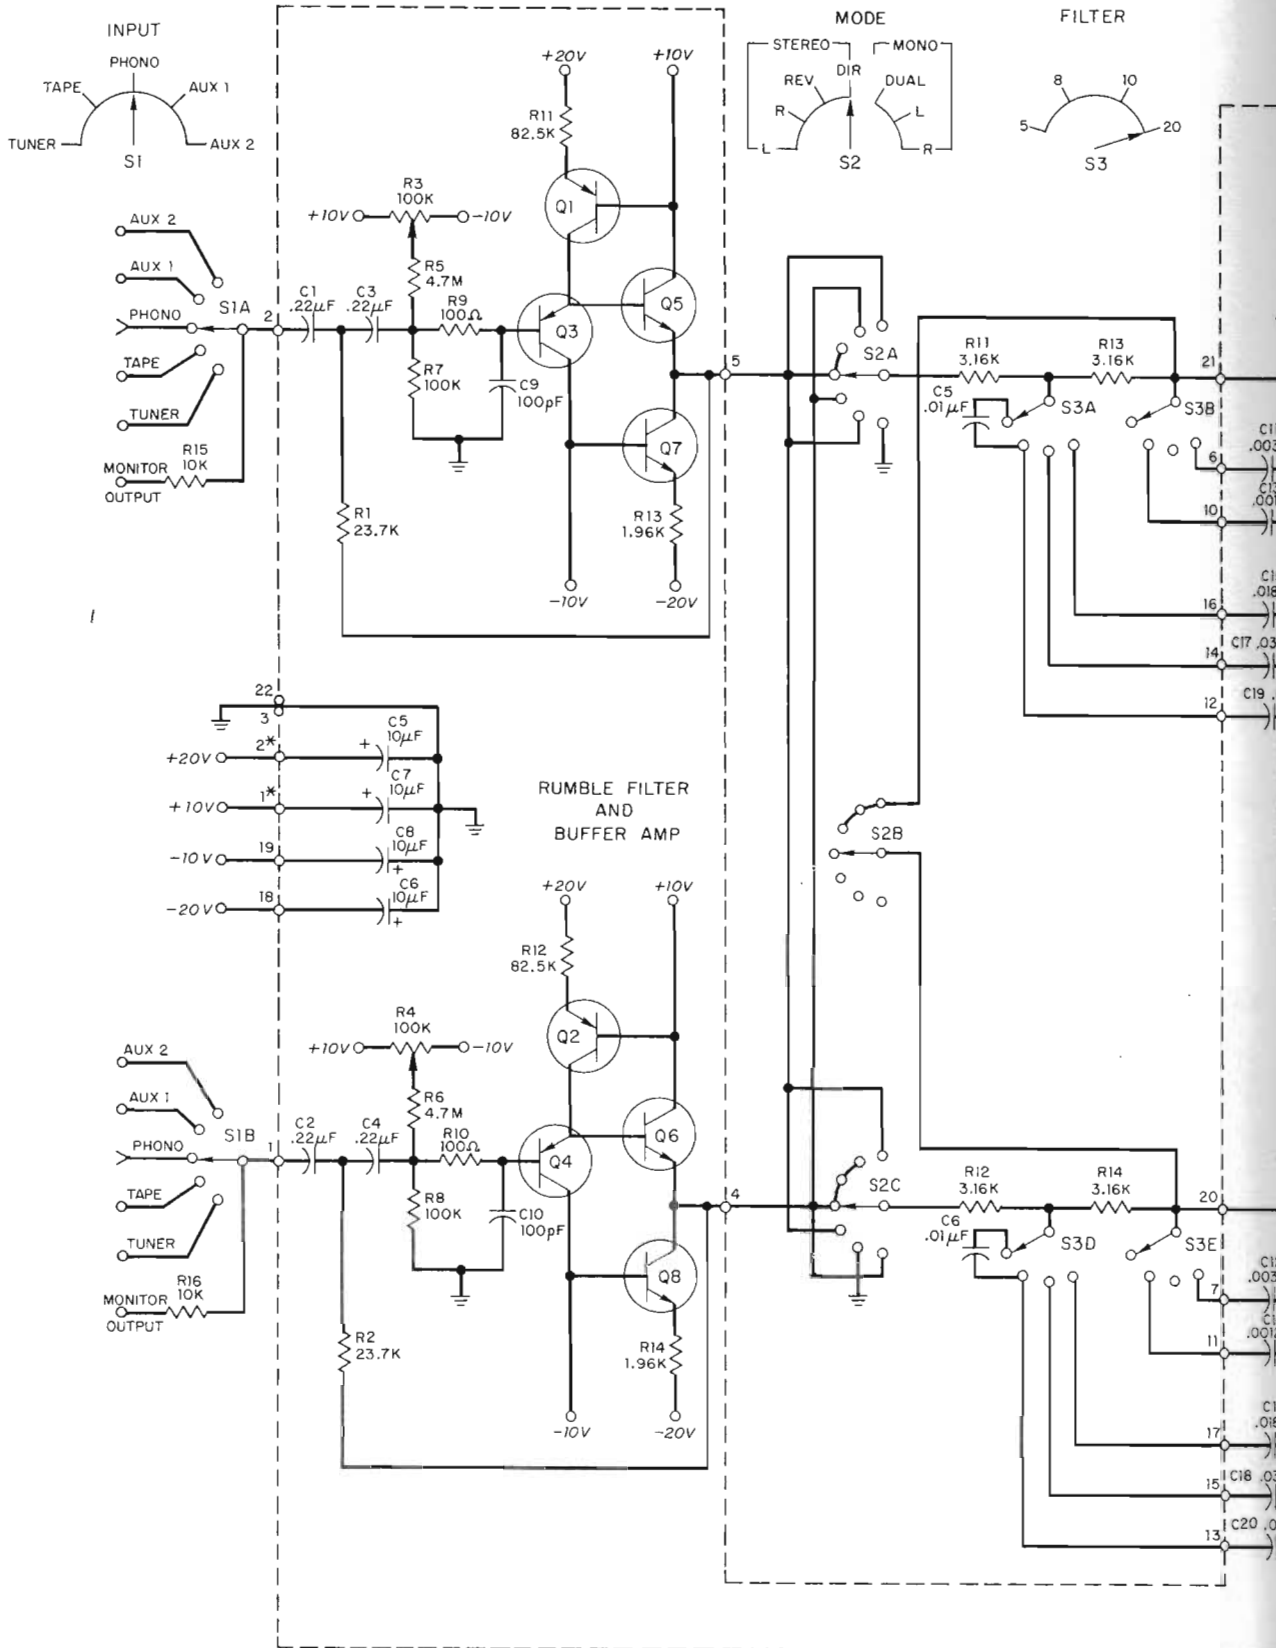 INPUT
PHONO
TAPE
AUX 1
TUNER
AUX 2
S1
MODE
STEREO
MONO
DIR
REV
DUAL
R
L
L
R
S2
FILTER
8
10
5
20
S3
+20V
+10V
R11
82.5K
Q1
R3
100K
+10V
-10V
R5
4.7M
AUX 2
AUX 1
PHONO
S1A
2
C1
.22µF
C3
.22µF
R9
100Ω
Q3
Q5
R7
100K
C9
100pF
5
TAPE
TUNER
R15
10K
MONITOR
OUTPUT
Q7
R1
23.7K
R13
1.96K
-10V
-20V
S2A
R11
3.16K
R13
3.16K
21
C5
.01µF
S3A
S3B
6
10
16
14
C17 .03
12
C19
22
3
+20V
2*
C5
10µF
+
+10V
1*
C7
10µF
+
-10V
19
C8
10µF
+
-20V
18
C6
10µF
+
RUMBLE FILTER
AND
BUFFER AMP
S2B
+20V
+10V
R12
82.5K
Q2
R4
100K
+10V
-10V
R6
4.7M
AUX 2
AUX 1
PHONO
S1B
1
C2
.22µF
C4
.22µF
R10
100Ω
Q4
Q6
R8
100K
C10
100pF
4
TAPE
TUNER
R16
10K
MONITOR
OUTPUT
Q8
R2
23.7K
R14
1.96K
-10V
-20V
S2C
R12
3.16K
R14
3.16K
20
C6
.01µF
S3D
S3E
7
.003
11
.0012
17
.018
15
C18 .03
13
C20